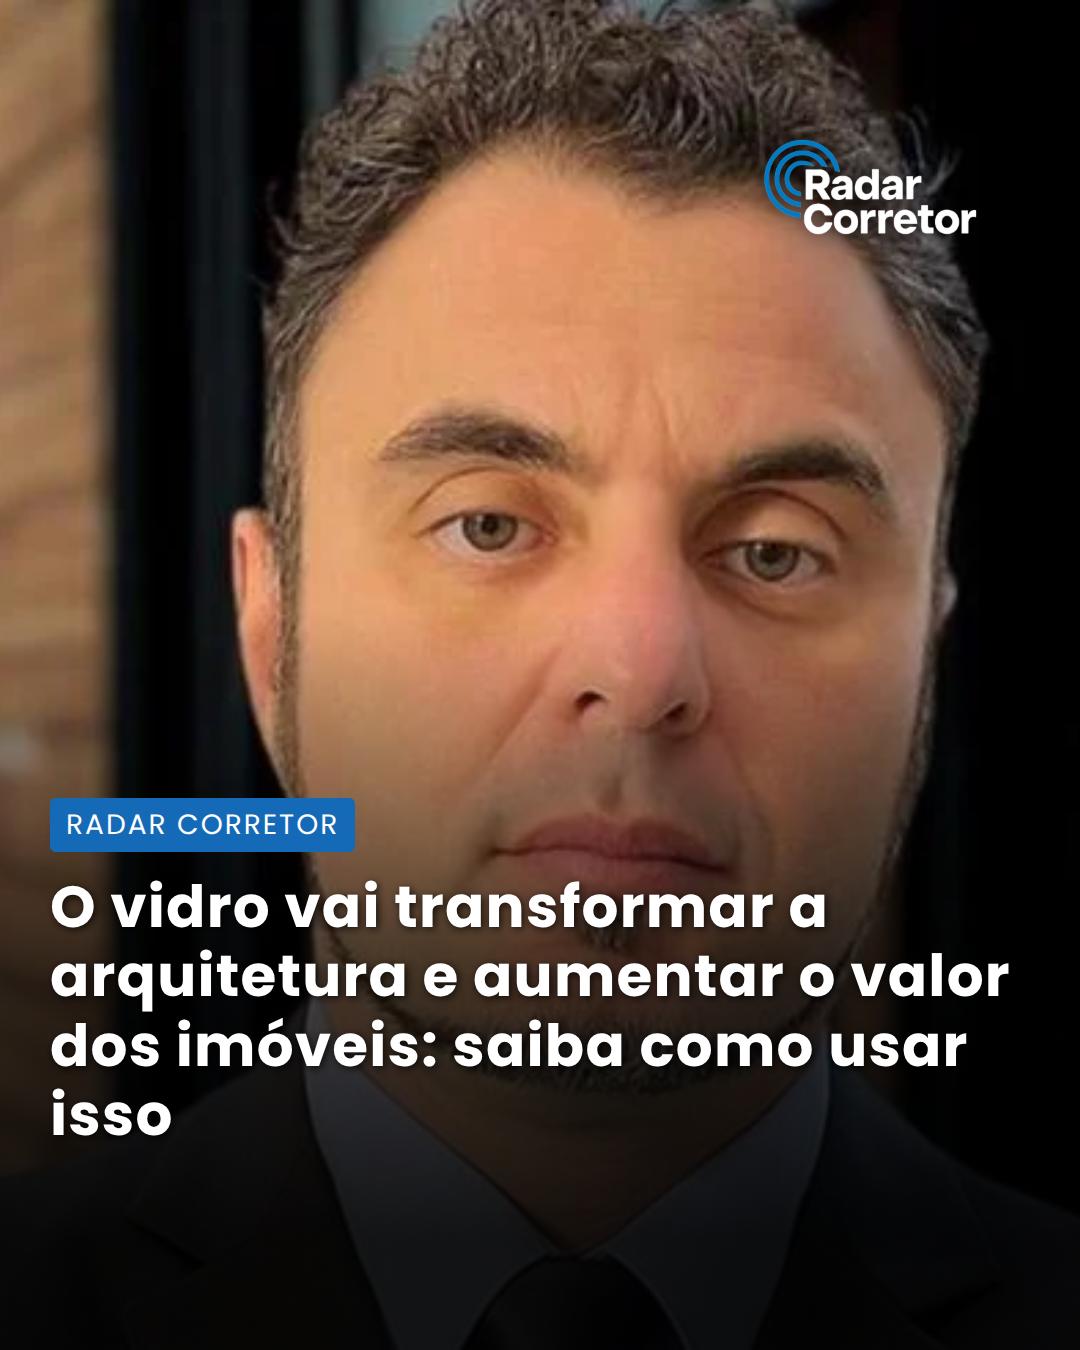 Radar
Corretor
RADAR CORRETOR
O vidro vai transformar a
arquitetura e aumentar o valor
dos imóveis: saiba como usar
isso